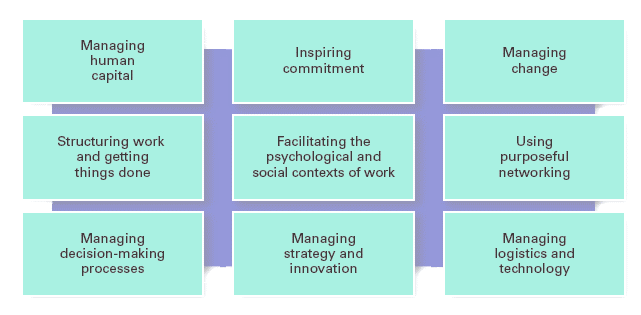 Managing
human
capital
Inspiring
commitment
Managing
change
Structuring work
and getting
things done
Facilitating the
psychological and
social contexts of work
Using
purposeful
networking
Managing
decision-making
processes
Managing
strategy and
innovation
Managing
logistics and
technology